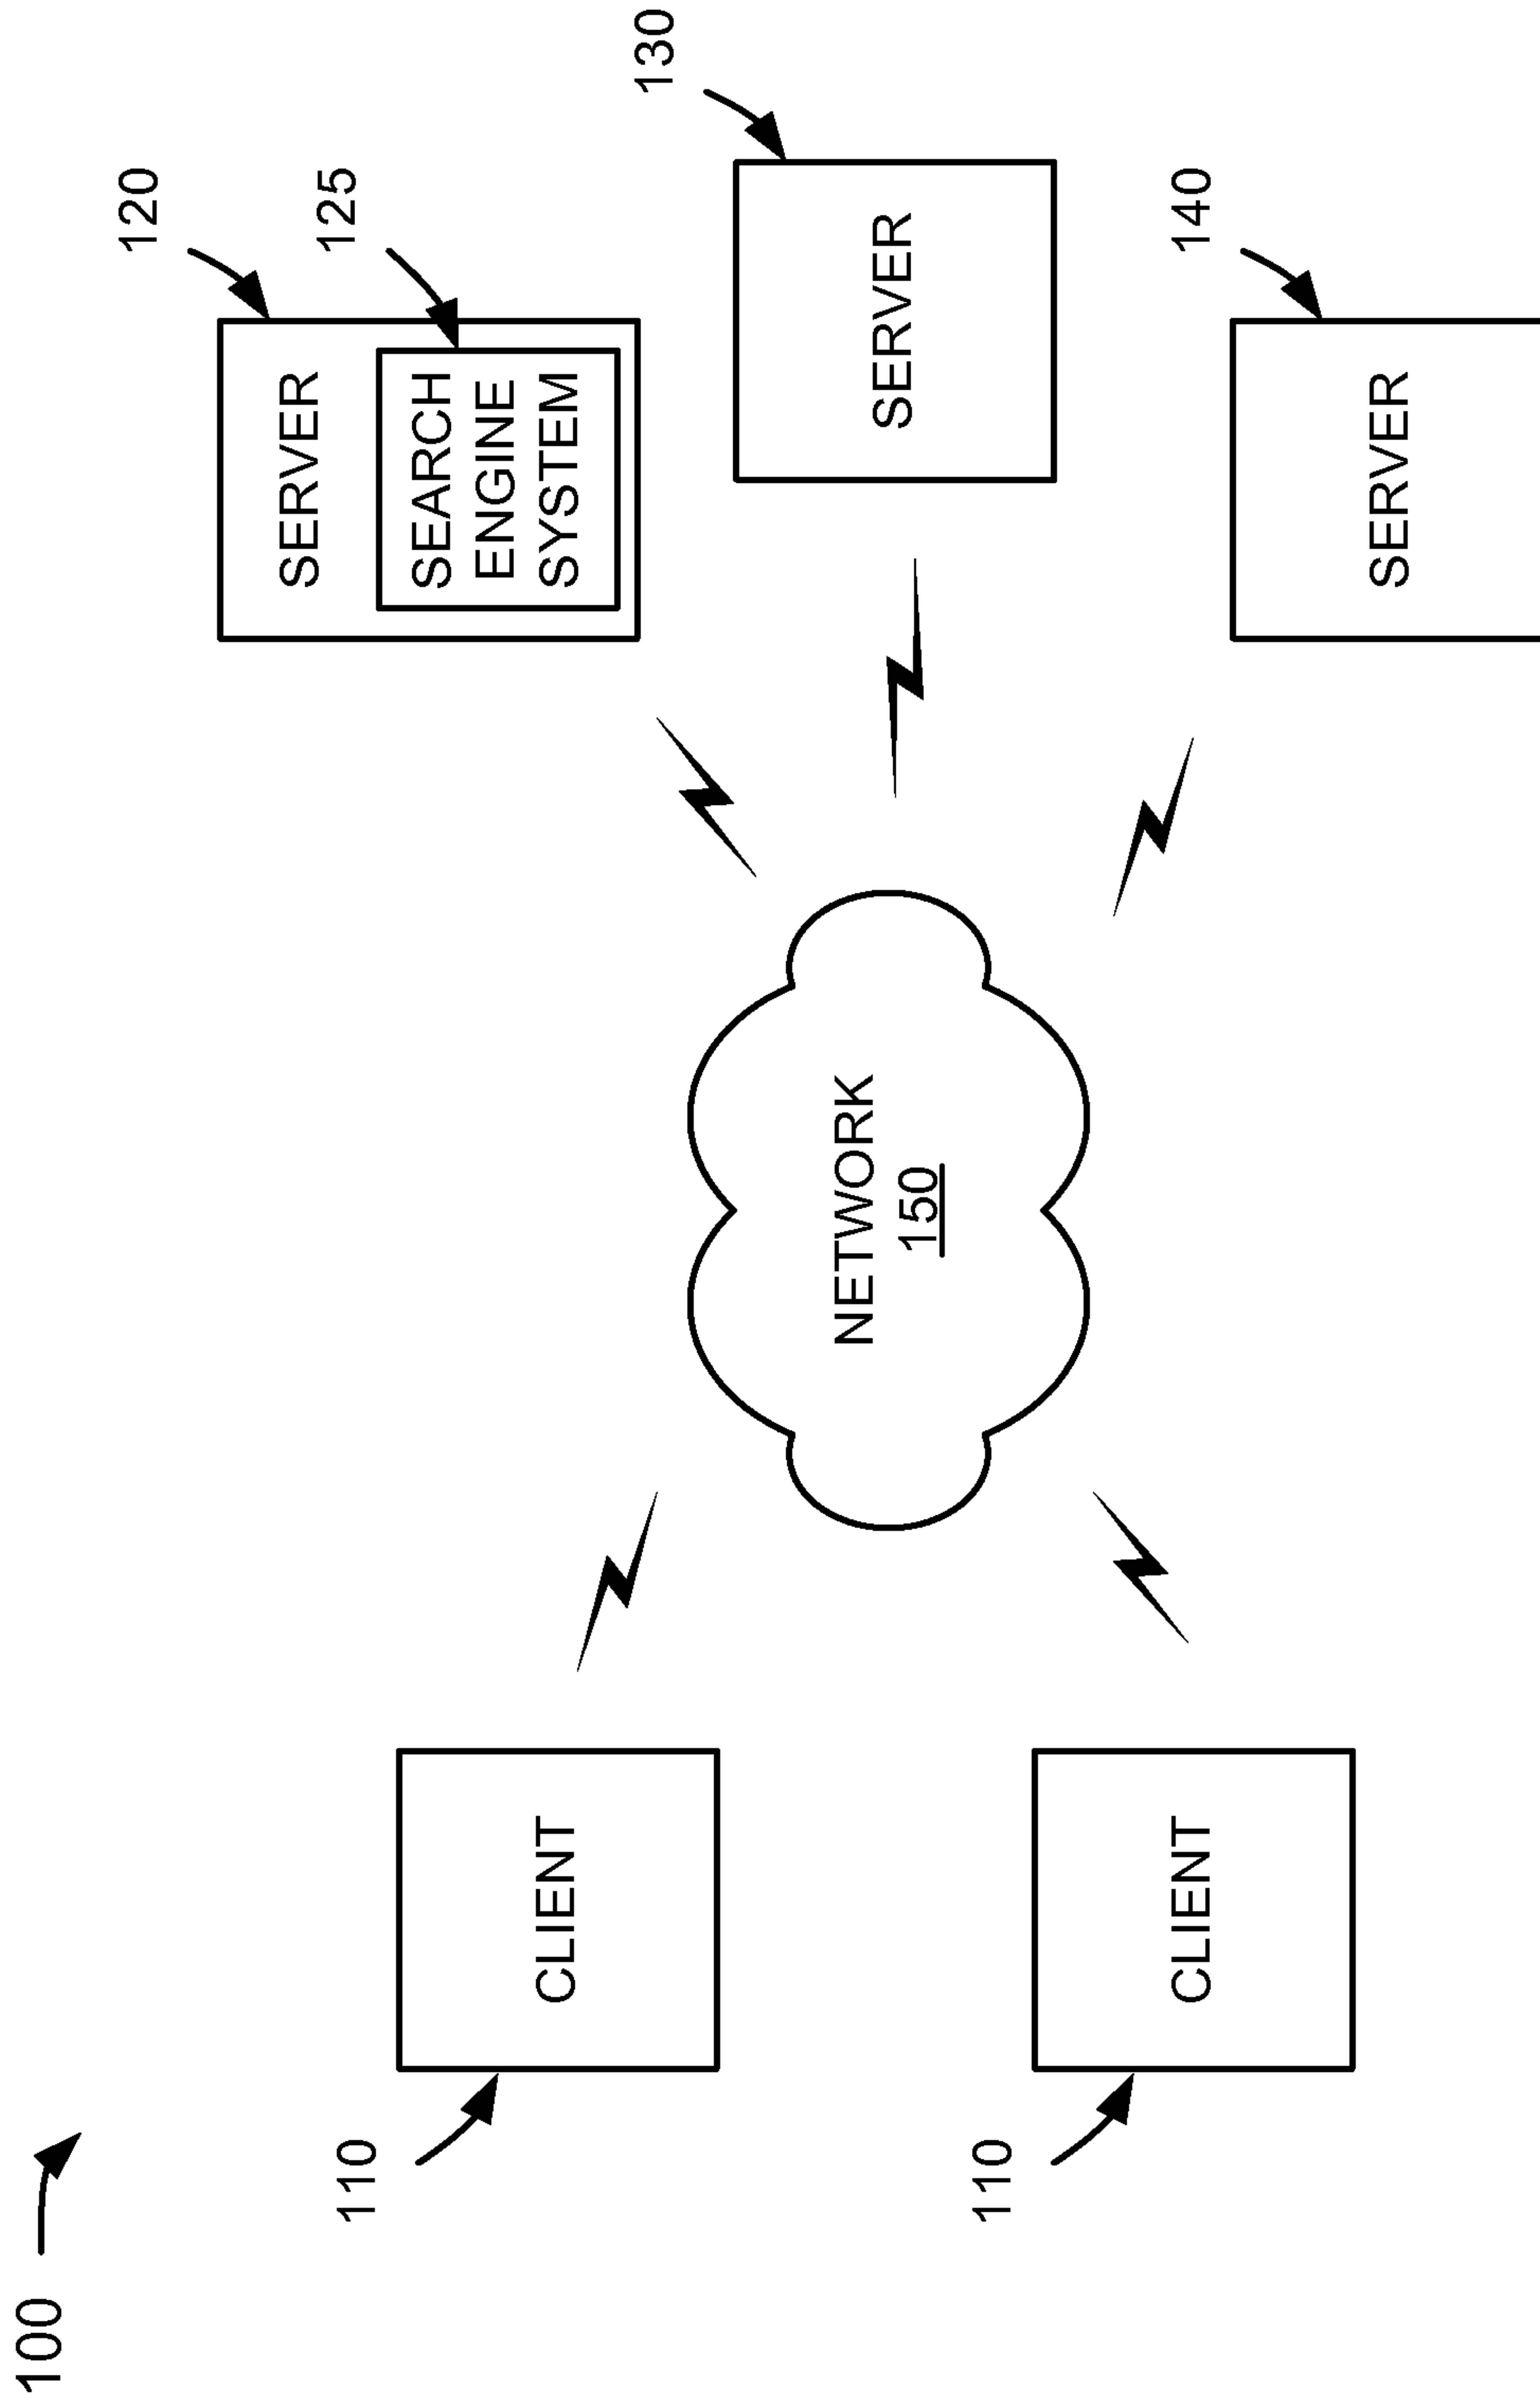 100
110
CLIENT
110
CLIENT
NETWORK
150
120
SERVER
125
SEARCH
ENGINE
SYSTEM
130
SERVER
140
SERVER